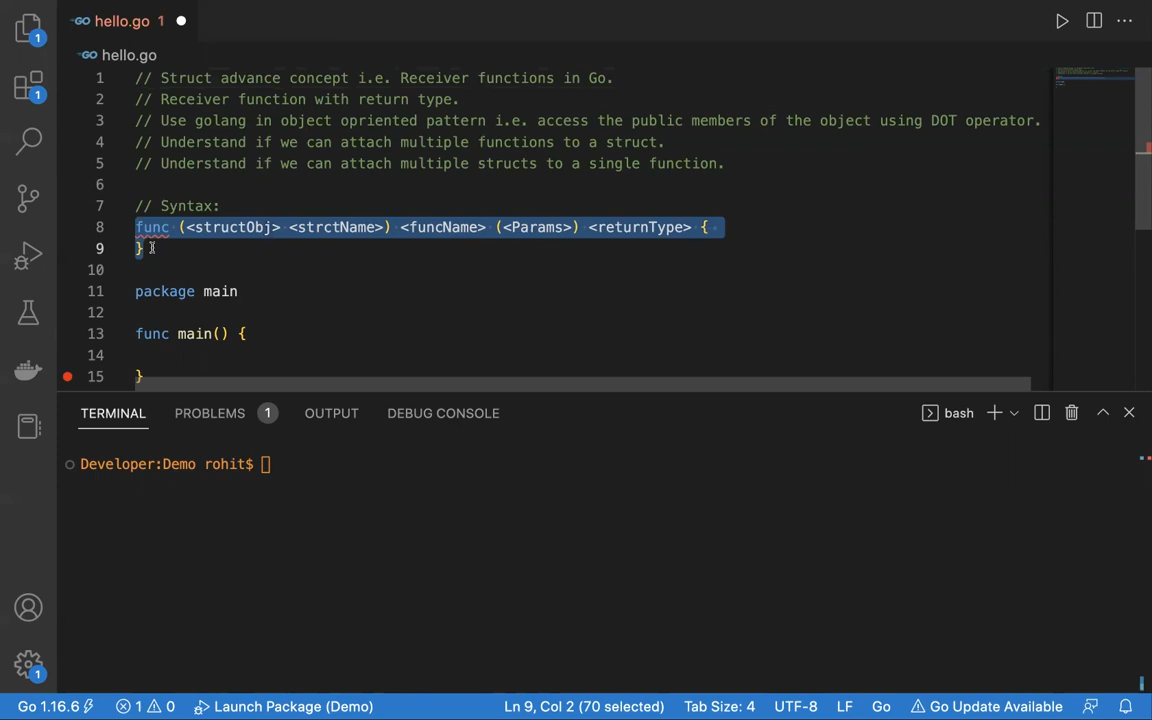 GO hello.go 1
GO hello.go
1 // Struct advance concept i.e. Receiver functions in Go.
2 // Receiver function with return type.
3 // Use golang in object opriented pattern i.e. access the public members of the object using DOT operator.
4 // Understand if we can attach multiple functions to a struct.
5 // Understand if we can attach multiple structs to a single function.
6
7 // Syntax:
8 func (<structObj> <strctName>) <funcName> (<Params>) <returnType> {
9 }
10
11 package main
12
13 func main() {
14
15 }
TERMINAL PROBLEMS 1 OUTPUT DEBUG CONSOLE bash
Developer:Demo rohit$
1
1
1
Go 1.16.6 1 0 Launch Package (Demo) Ln 9, Col 2 (70 selected) Tab Size: 4 UTF-8 LF Go Go Update Available